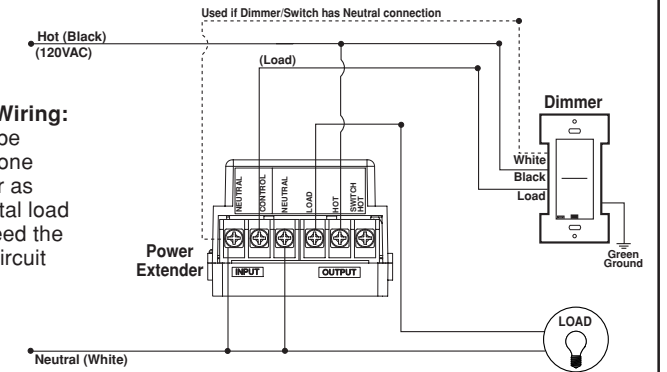 Used if Dimmer/Switch has Neutral connection
Hot (Black)
(120VAC)
(Load)
Wiring:
be
one
r as
tal load
eed the
ircuit
Dimmer
White
Black
Load
Green
Ground
NEUTRAL
CONTROL
NEUTRAL
LOAD
HOT
SWITCH
HOT
Power
Extender
INPUT
OUTPUT
LOAD
Neutral (White)